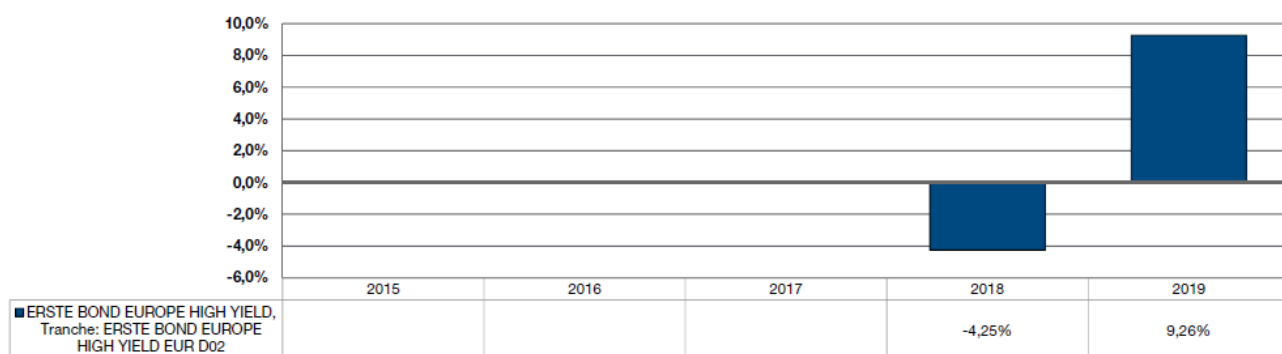 10,0%
8,0%
6,0%
4,0%
2,0%
0,0%
-2,0%
-4,0%
-6,0%
2015 2016 2017 2018 2019
ERSTE BOND EUROPE HIGH YIELD,
Tranche: ERSTE BOND EUROPE
HIGH YIELD EUR D02
-4,25% 9,26%